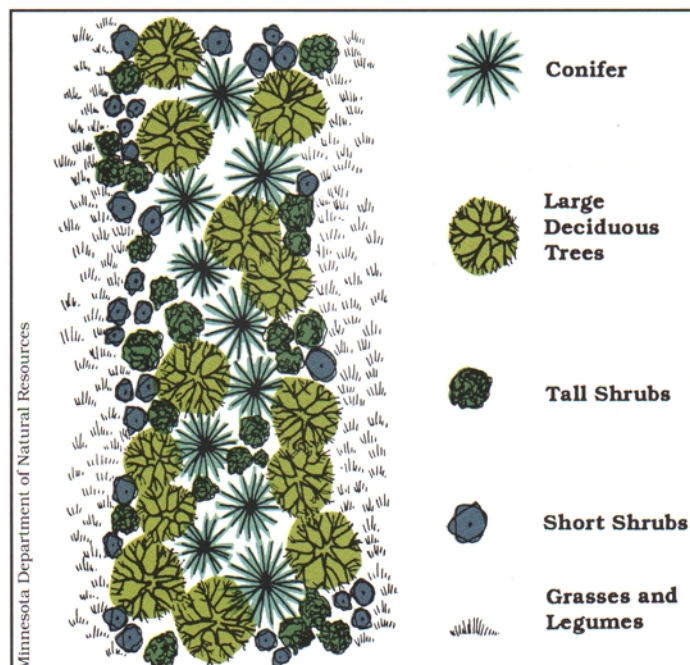 Conifer
Large
Deciduous
Trees
Tall Shrubs
Short Shrubs
Grasses and
Legumes
Minnesota Department of Natural Resources